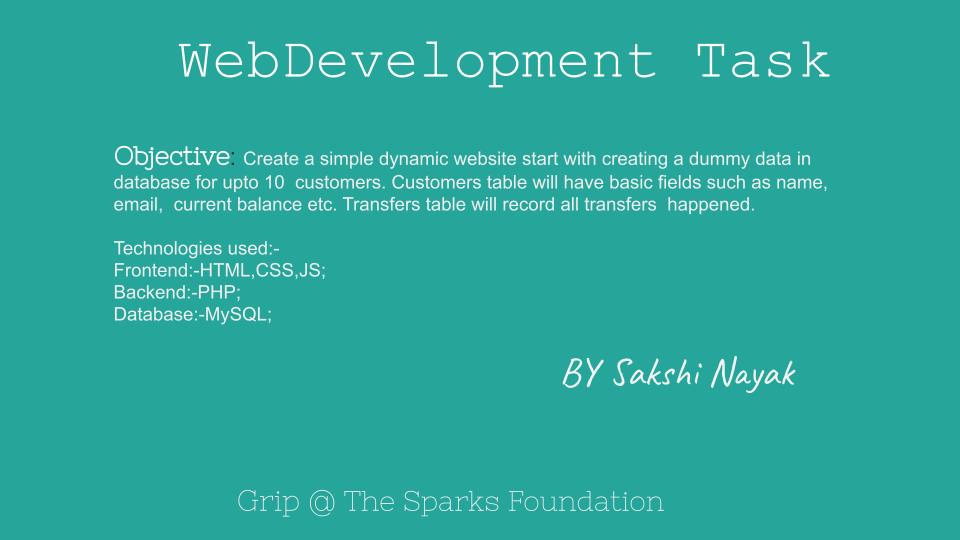 WebDevelopment Task
Objective: Create a simple dynamic website start with creating a dummy data in
database for upto 10  customers. Customers table will have basic fields such as name,
email,  current balance etc. Transfers table will record all transfers  happened.
Technologies used:-
Frontend:-HTML,CSS,JS;
Backend:-PHP;
Database:-MySQL;
BY Sakshi Nayak
Grip @ The Sparks Foundation